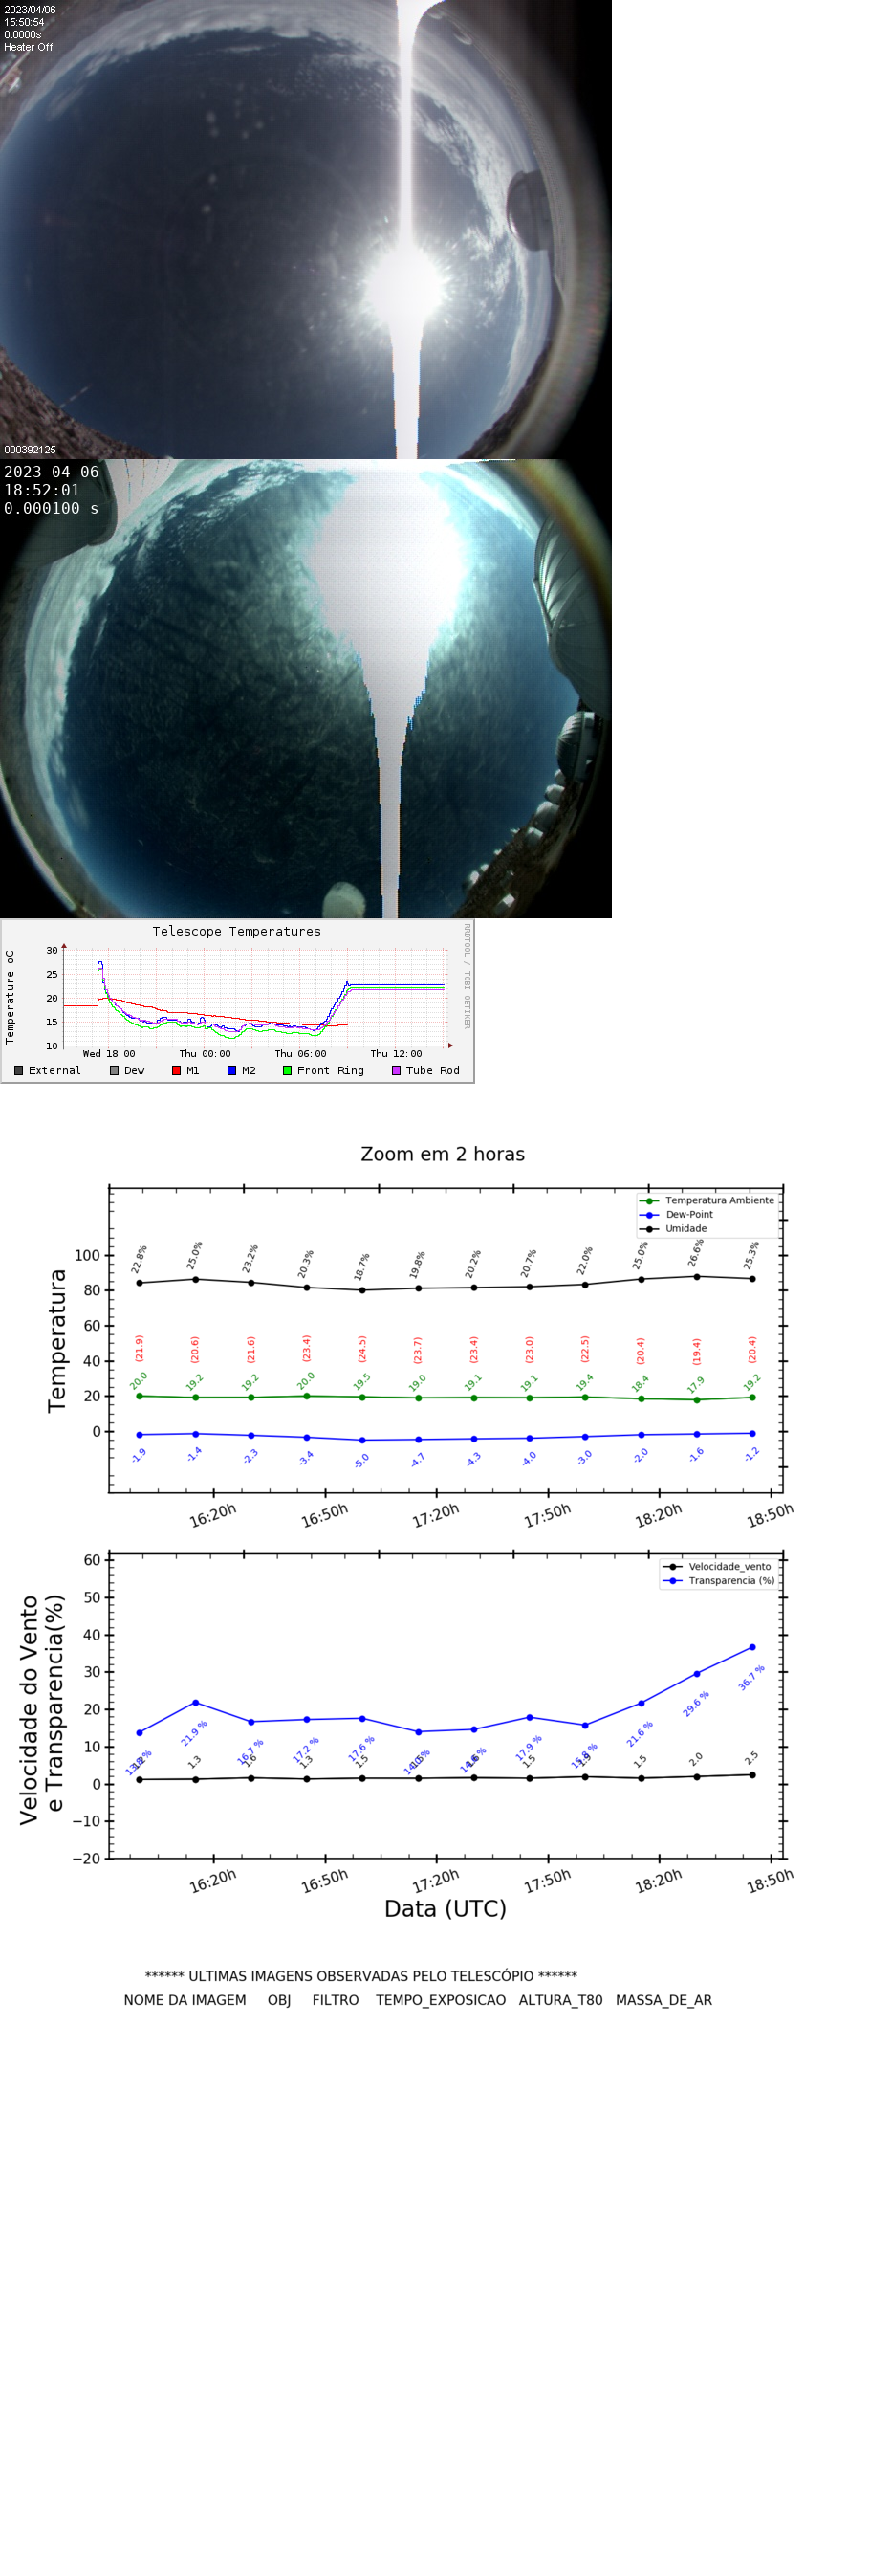 2023/04/06
15:50:54
0.0000s
Heater Off
000392125
2023-04-06
18:52:01
0.000100 s
Telescope Temperatures
RRDTOOL / TOBI OETIKER
Temperature oC
30
25
20
15
10
Wed 18:00 Thu 00:00 Thu 06:00 Thu 12:00
External Dew M1 M2 Front Ring Tube Rod
Zoom em 2 horas
Temperatura Ambiente
Dew-Point
Umidade
Temperatura
100
80
60
40
20
0
22.8% 25.0% 23.2% 20.3% 18.7% 19.8% 20.2% 20.7% 22.0% 25.0% 26.6% 25.3%
(21.9) (20.6) (21.6) (23.4) (24.5) (23.7) (23.4) (23.0) (22.5) (20.4) (19.4) (20.4)
20.0 19.2 19.2 20.0 19.5 19.0 19.1 19.1 19.4 18.4 17.9 19.2
-1.9 -1.4 -2.3 -3.4 -5.0 -4.7 -4.3 -4.0 -3.0 -2.0 -1.6 -1.2
16:20h 16:50h 17:20h 17:50h 18:20h 18:50h
Velocidade_vento
Transparencia (%)
Velocidade do Vento
e Transparencia(%)
60
50
40
30
20
10
0
−10
−20
21.9 % 16.7 % 17.2 % 17.6 % 17.9 % 21.6 % 29.6 % 36.7 %
1.3 1.6 1.3 1.5 1.5 1.5 2.0 2.5
16:20h 16:50h 17:20h 17:50h 18:20h 18:50h
Data (UTC)
****** ULTIMAS IMAGENS OBSERVADAS PELO TELESCÓPIO ******
NOME DA IMAGEM OBJ FILTRO TEMPO_EXPOSICAO ALTURA_T80 MASSA_DE_AR